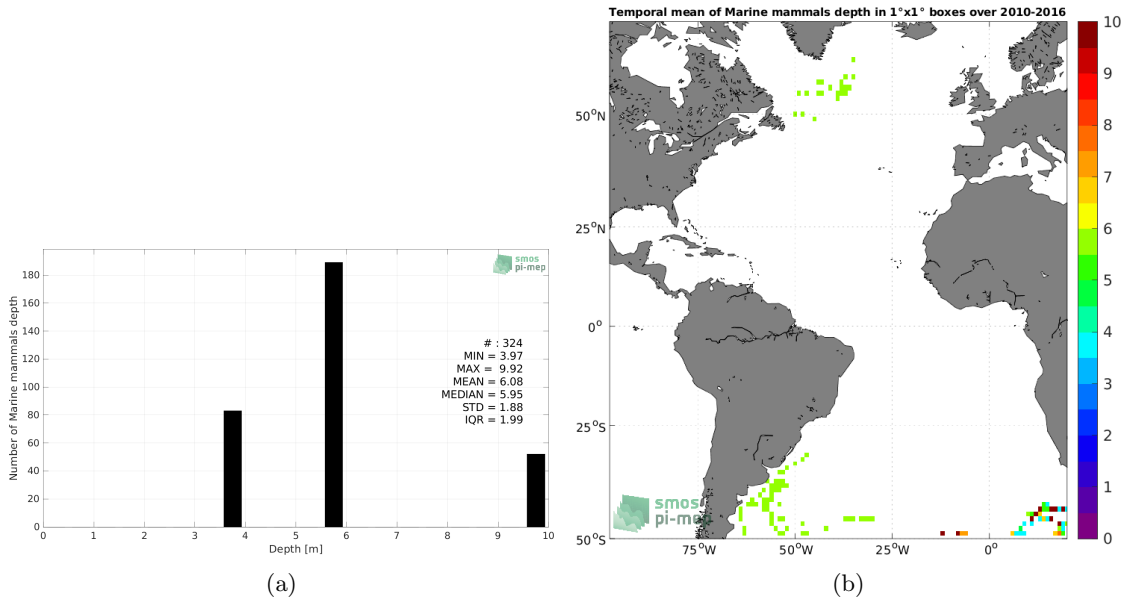 180
160
140
120
100
80
60
40
20
0
Number of Marine mammals depth
smos
pi-mep
# : 324
MIN = 3.97
MAX = 9.92
MEAN = 6.08
MEDIAN = 5.95
STD = 1.88
IQR = 1.99
0 1 2 3 4 5 6 7 8 9 10
Depth [m]
(a)
Temporal mean of Marine mammals depth in 1°x1° boxes over 2010-2016
50°N
25°N
0°
25°S
50°S
smos
pi-mep
75°W 50°W 25°W 0°
10
9
8
7
6
5
4
3
2
1
0
(b)